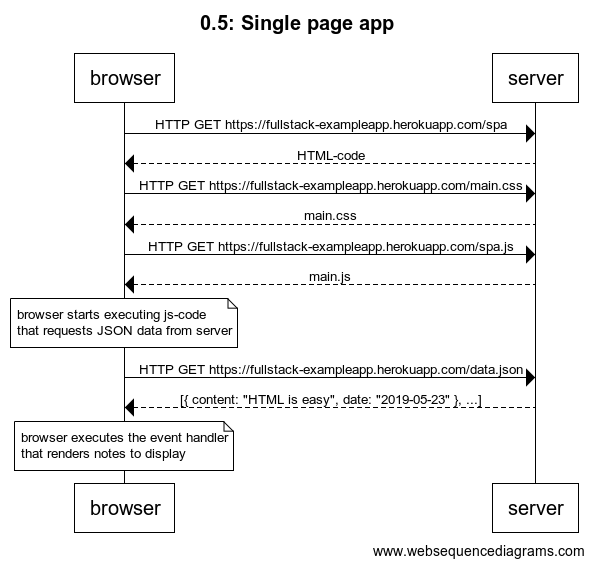 0.5: Single page app
browser
server
HTTP GET https://fullstack-exampleapp.herokuapp.com/spa
HTML-code
HTTP GET https://fullstack-exampleapp.herokuapp.com/main.css
main.css
HTTP GET https://fullstack-exampleapp.herokuapp.com/spa.js
main.js
browser starts executing js-code
that requests JSON data from server
HTTP GET https://fullstack-exampleapp.herokuapp.com/data.json
[{ content: "HTML is easy", date: "2019-05-23" }, ...]
browser executes the event handler
that renders notes to display
browser
server
www.websequencediagrams.com